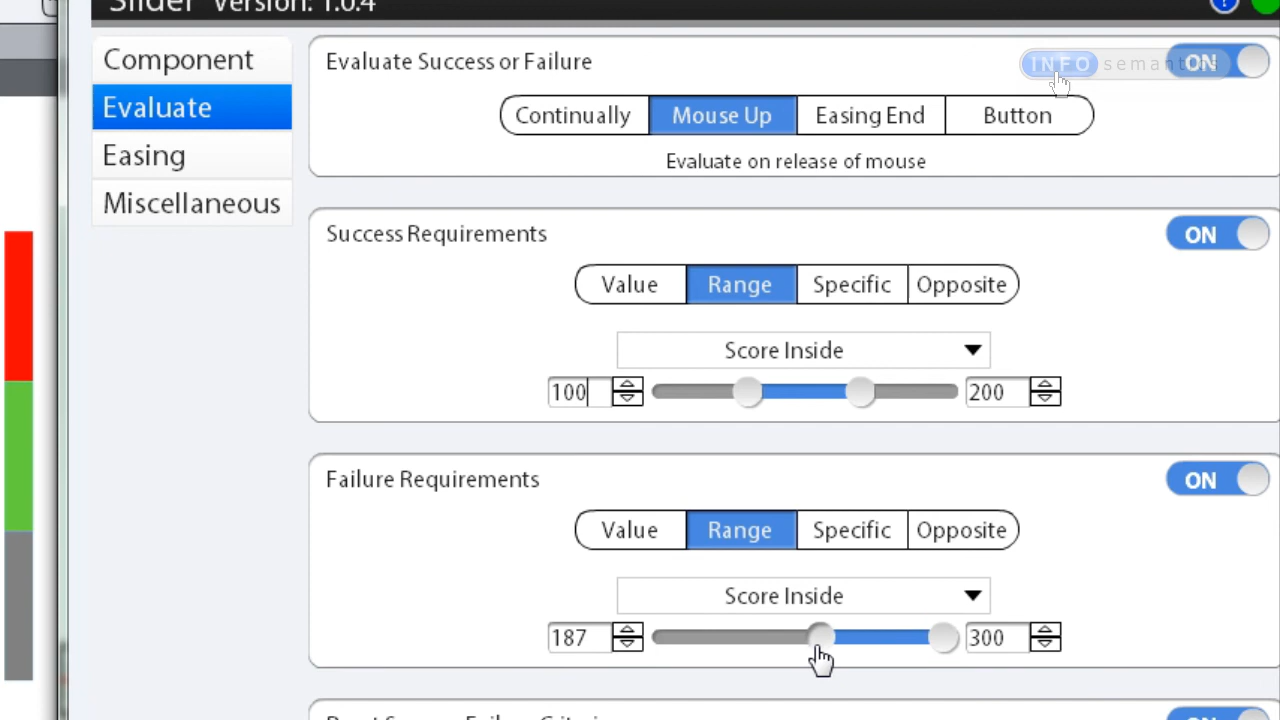 Slider Version: 1.0.4
Component
Evaluate
Easing
Miscellaneous
Evaluate Success or Failure
INFO semantics
ON
Continually
Mouse Up
Easing End
Button
Evaluate on release of mouse
Success Requirements
ON
Value
Range
Specific
Opposite
Score Inside
100
200
Failure Requirements
ON
Value
Range
Specific
Opposite
Score Inside
187
300